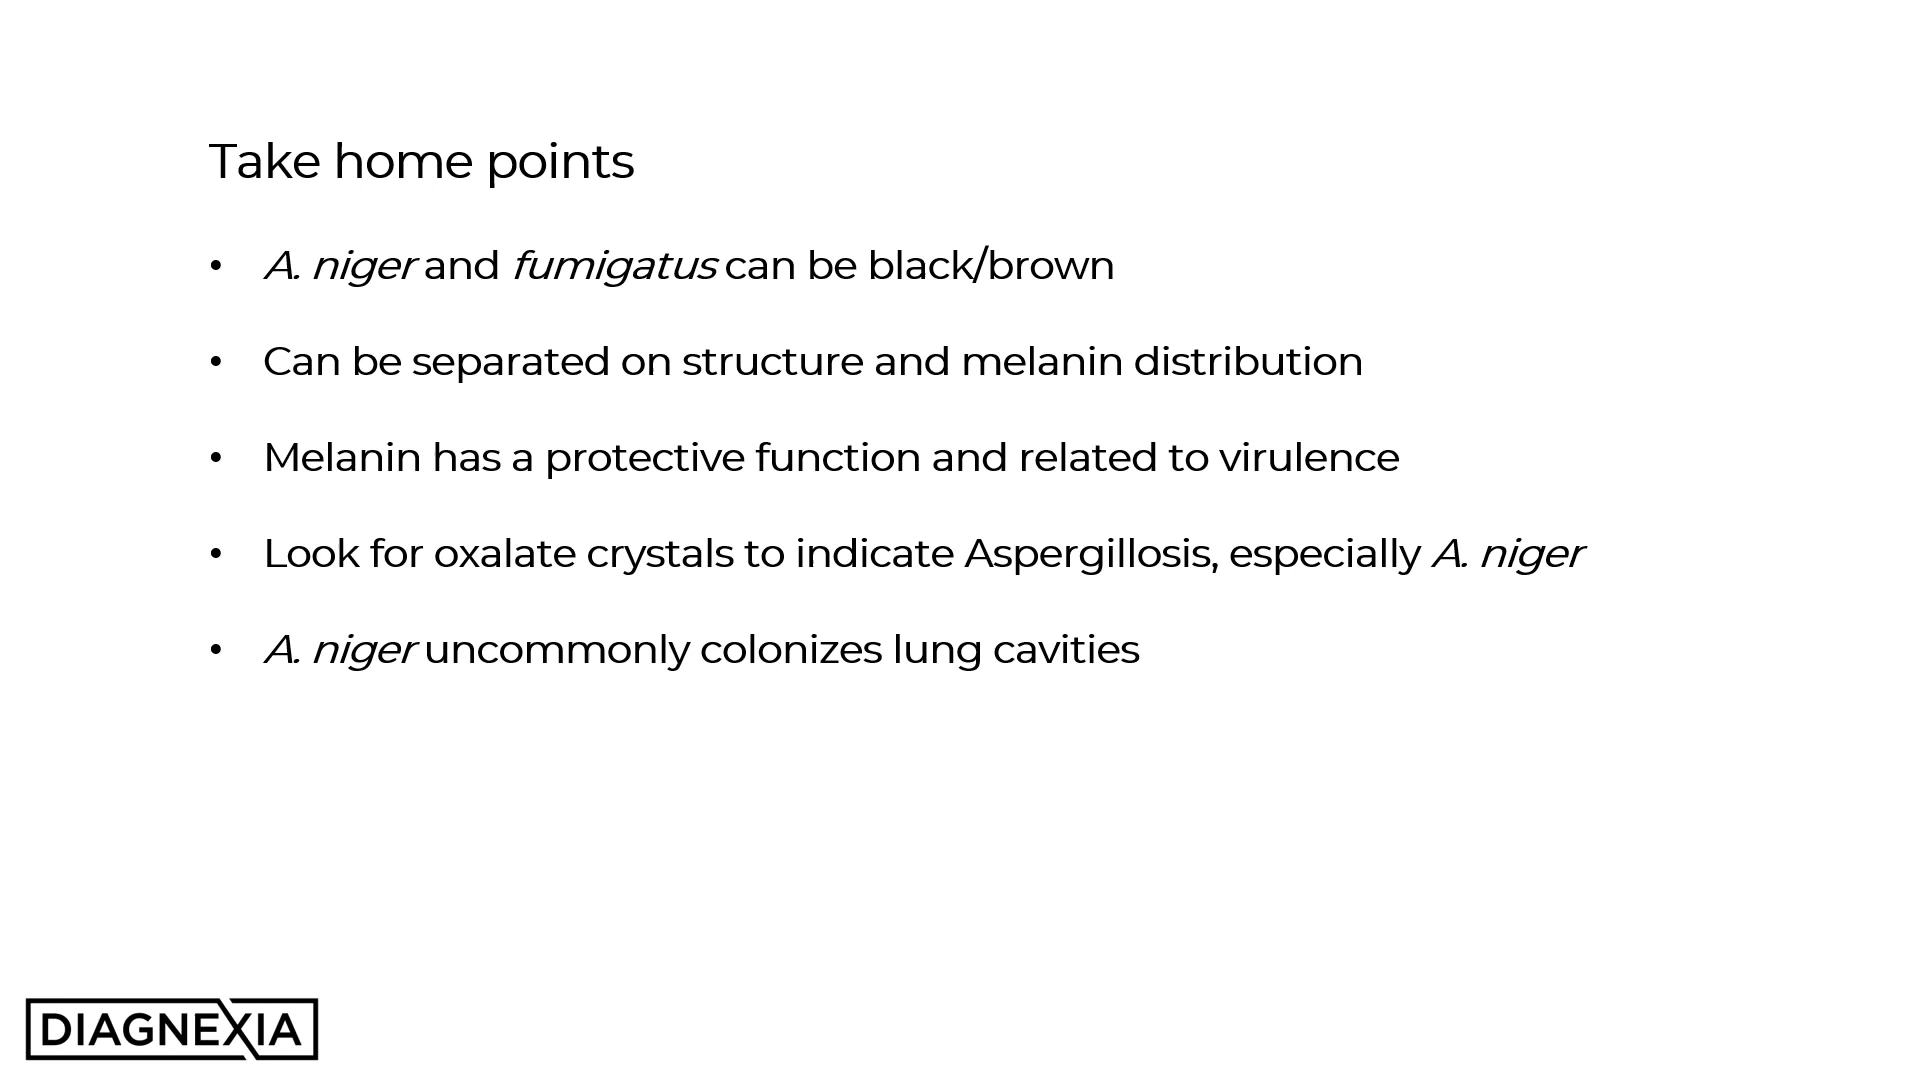 Take home points
• A. niger and fumigatus can be black/brown
• Can be separated on structure and melanin distribution
• Melanin has a protective function and related to virulence
• Look for oxalate crystals to indicate Aspergillosis, especially A. niger
• A. niger uncommonly colonizes lung cavities
DIAGNEXIA